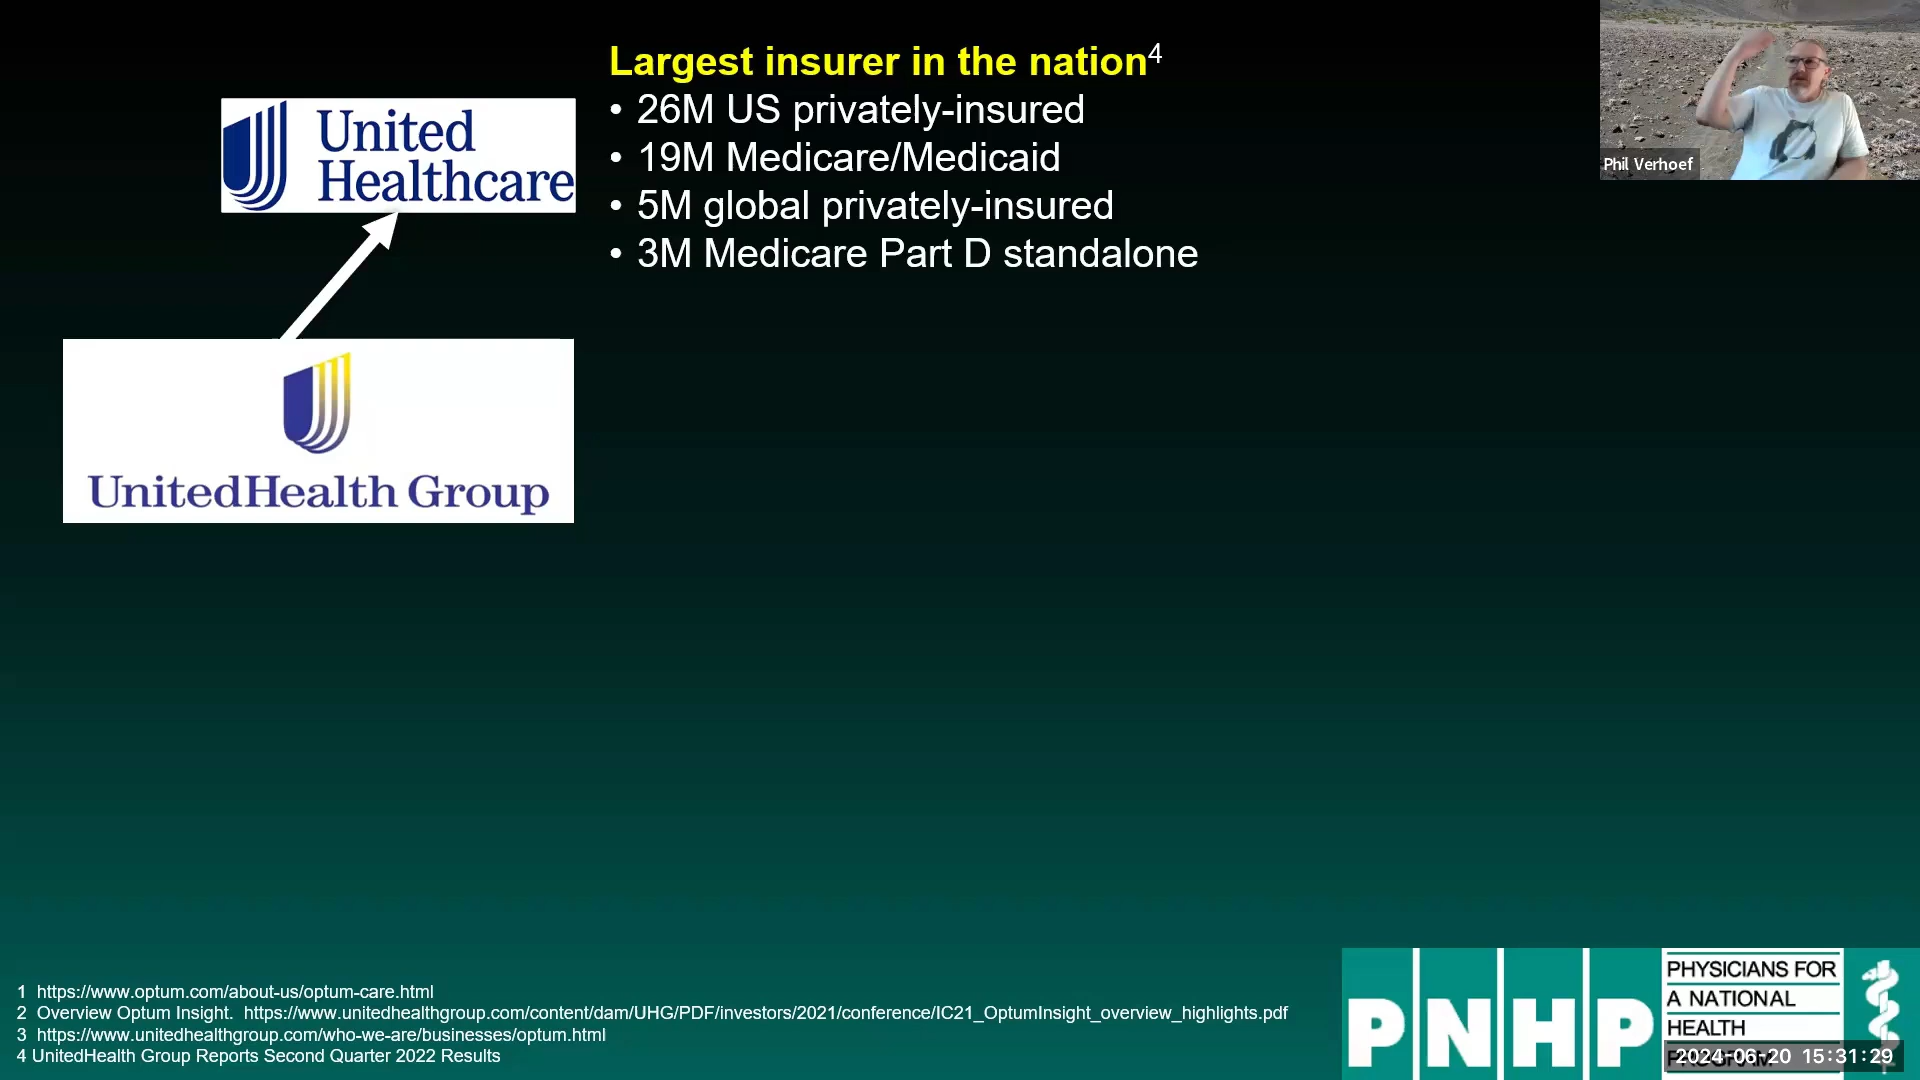 Largest insurer in the nation4
• 26M US privately-insured
• 19M Medicare/Medicaid
• 5M global privately-insured
• 3M Medicare Part D standalone
United
Healthcare
UnitedHealth Group
Phil Verhoef
1 https://www.optum.com/about-us/optum-care.html
2 Overview Optum Insight. https://www.unitedhealthgroup.com/content/dam/UHG/PDF/investors/2021/conference/IC21_OptumInsight_overview_highlights.pdf
3 https://www.unitedhealthgroup.com/who-we-are/businesses/optum.html
4 UnitedHealth Group Reports Second Quarter 2022 Results
PNHP
PHYSICIANS FOR
A NATIONAL
HEALTH
PROGRAM
2024-06-20 15:31:29